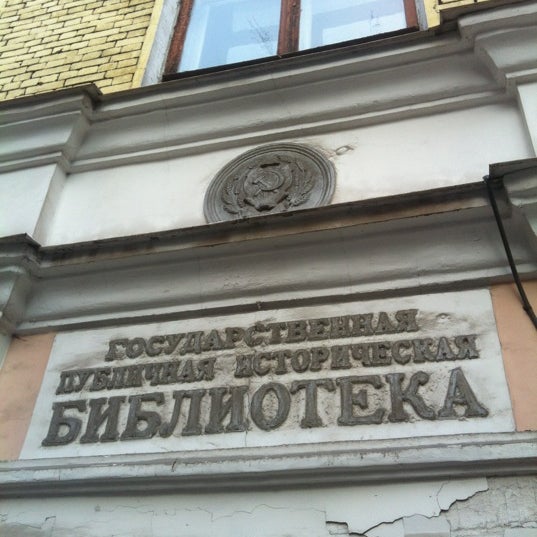 ГОСУДАРСТВЕННАЯ
ПУБЛИЧНАЯ ИСТОРИЧЕСКАЯ
БИБЛИОТЕКА